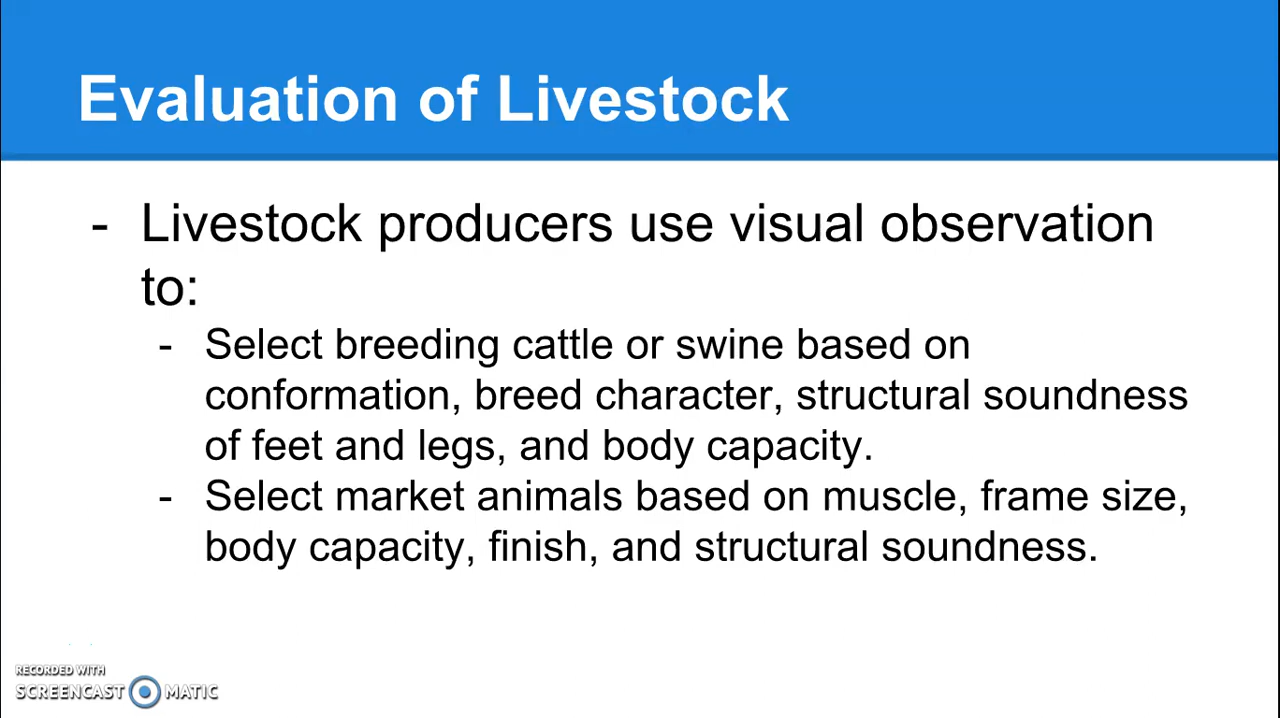 Evaluation of Livestock
- Livestock producers use visual observation
to:
- Select breeding cattle or swine based on
conformation, breed character, structural soundness
of feet and legs, and body capacity.
- Select market animals based on muscle, frame size,
body capacity, finish, and structural soundness.
RECORDED WITH
SCREENCAST MATIC